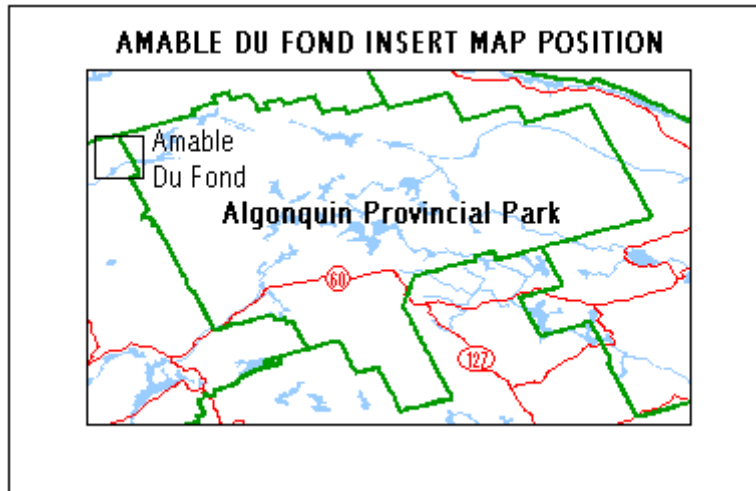 AMABLE DU FOND INSERT MAP POSITION
Amable
Du Fond
Algonquin Provincial Park
60
127